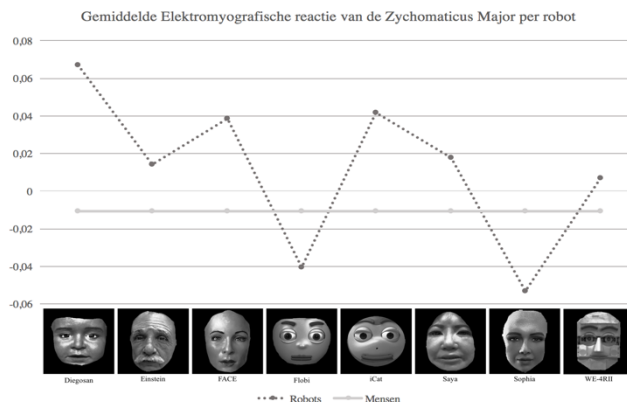 Gemiddelde Elektromyografische reactie van de Zychomaticus Major per robot
0,08
0,06
0,04
0,02
0
-0,02
-0,04
-0,06
Diegosan Einstein FACE Flobi iCat Saya Sophia WE-4RII
Robots Mensen